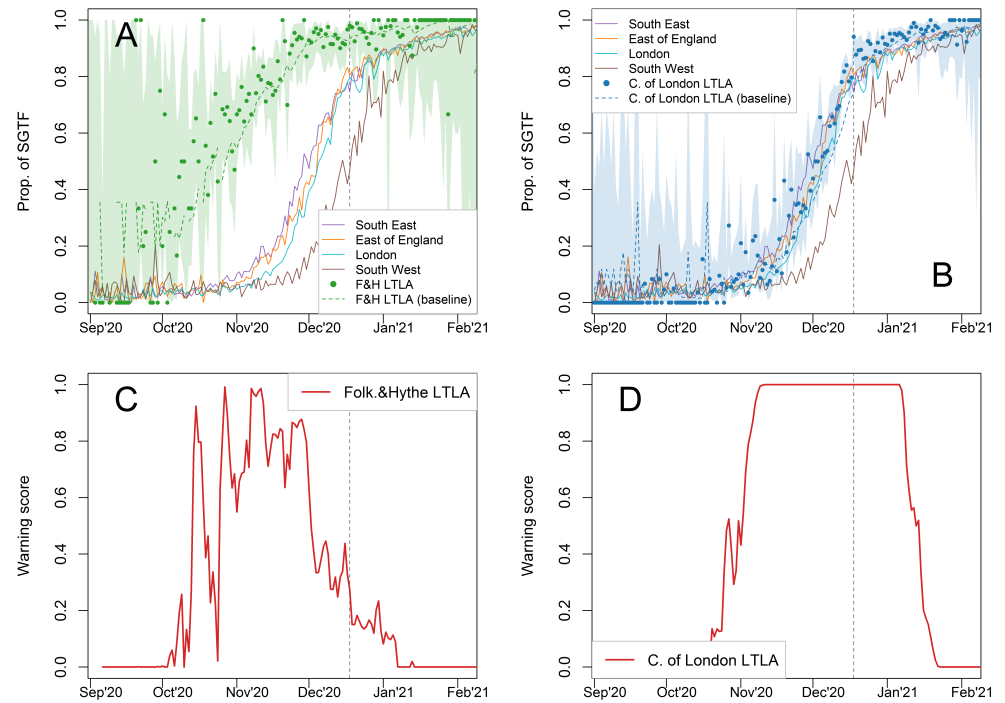 A
Prop. of SGTF
1.0
0.8
0.6
0.4
0.2
0.0
South East
East of England
London
South West
F&H LTLA
F&H LTLA (baseline)
Sep'20
Oct'20
Nov'20
Dec'20
Jan'21
Feb'21
South East
East of England
London
South West
C. of London LTLA
C. of London LTLA (baseline)
B
Prop. of SGTF
1.0
0.8
0.6
0.4
0.2
0.0
Sep'20
Oct'20
Nov'20
Dec'20
Jan'21
Feb'21
C
Folk.&Hythe LTLA
Warning score
1.0
0.8
0.6
0.4
0.2
0.0
Sep'20
Oct'20
Nov'20
Dec'20
Jan'21
Feb'21
D
Warning score
1.0
0.8
0.6
0.4
0.2
0.0
C. of London LTLA
Sep'20
Oct'20
Nov'20
Dec'20
Jan'21
Feb'21